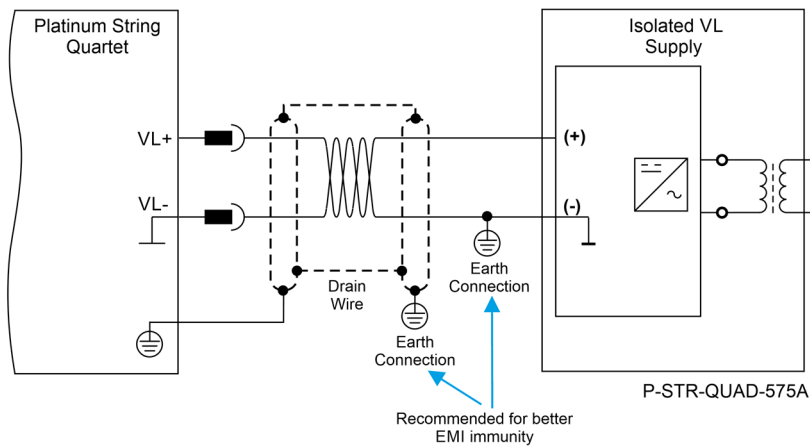 Platinum String
Quartet
Isolated VL
Supply
VL+
(+)
VL-
(-)
Drain
Wire
Earth
Connection
Earth
Connection
P-STR-QUAD-575A
Recommended for better
EMI immunity